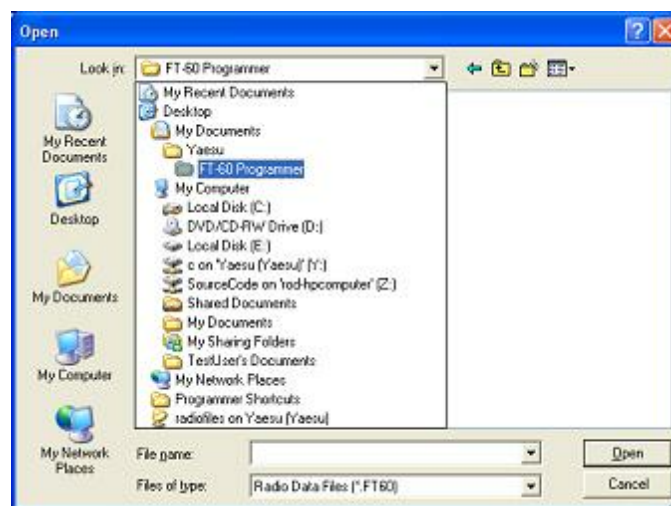 Open
Look in:
FT-60 Programmer
My Recent Documents
Desktop
My Documents
Yaesu
FT-60 Programmer
My Computer
Local Disk (C:)
DVD/CD-RW Drive (D:)
Local Disk (E:)
c on 'Yaesu (Yaesu)' (Y:)
SourceCode on 'rod-hpcomputer' (Z:)
Shared Documents
My Documents
My Sharing Folders
TestUser's Documents
My Network Places
Programmer Shortcuts
radiofiles on Yaesu (Yaesu)
My Recent
Documents
Desktop
My Documents
My Computer
My Network
Places
File name:
Open
Files of type:
Radio Data Files (*.FT60)
Cancel